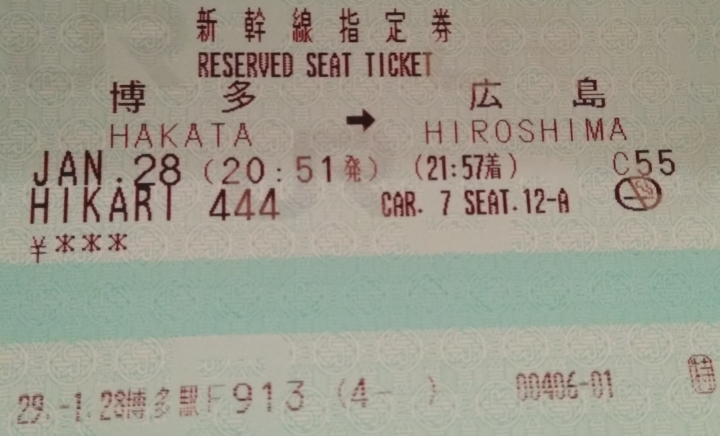 新幹線指定券
RESERVED SEAT TICKET
博多 → 広島
HAKATA HIROSHIMA
JAN.28 (20:51発) (21:57着) C55
HIKARI 444 CAR. 7 SEAT.12-A
¥***
29.-1.28博多駅F913 (4- ) 00406-01 特